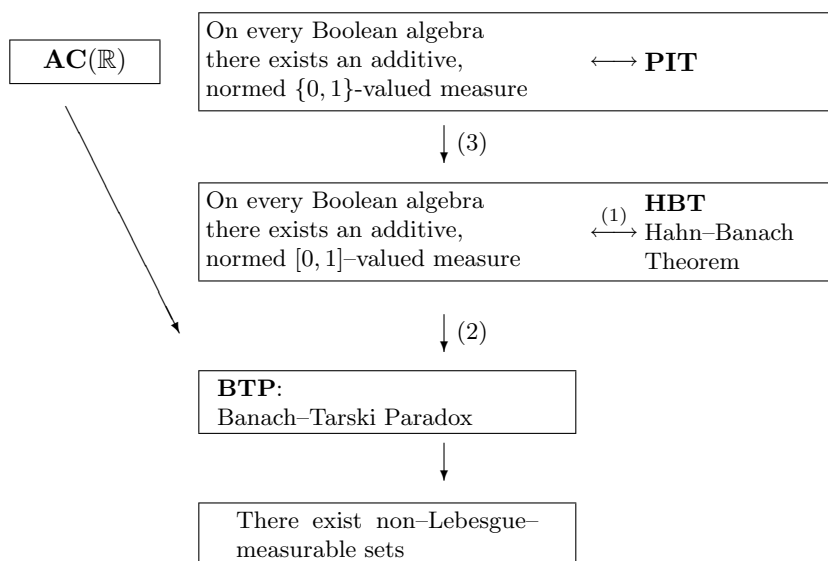 AC(ℝ)
On every Boolean algebra
there exists an additive,
normed {0, 1}-valued measure
⟷ PIT
(3)
On every Boolean algebra
there exists an additive,
normed [0, 1]–valued measure
(1)
⟷
HBT
Hahn–Banach
Theorem
(2)
BTP:
Banach–Tarski Paradox
There exist non–Lebesgue–
measurable sets